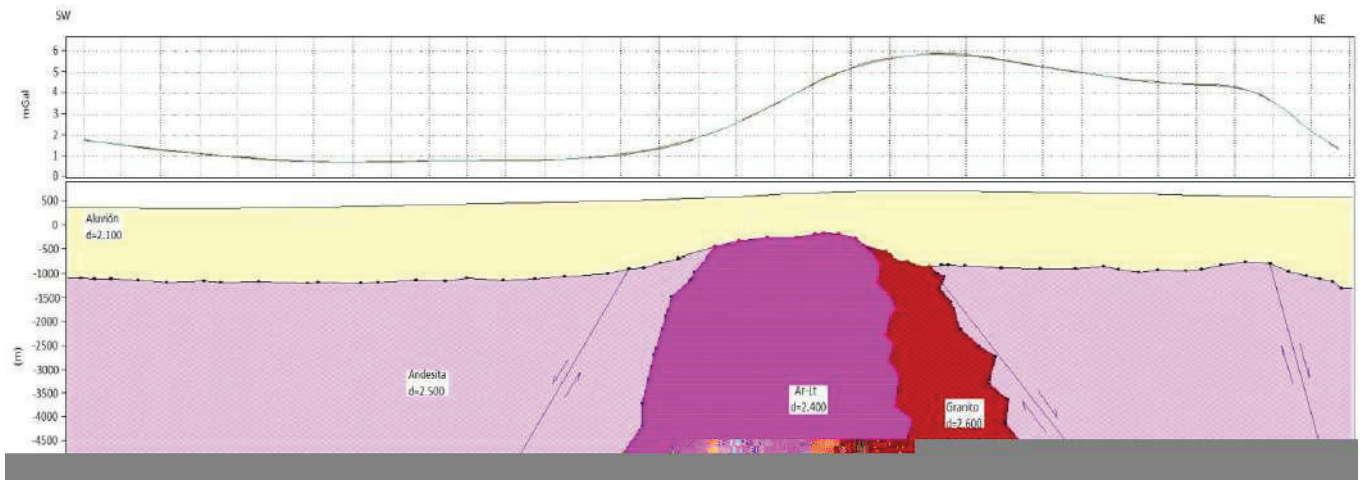 SW
NE
6
5
4
3
2
1
0
mGal
500
0
-500
-1000
-1500
-2000
-2500
-3000
-3500
-4000
-4500
(m)
Aluvión
d=2.100
Andesita
d=2.500
Ar-Lt
d=2.400
Granito
d=2.600